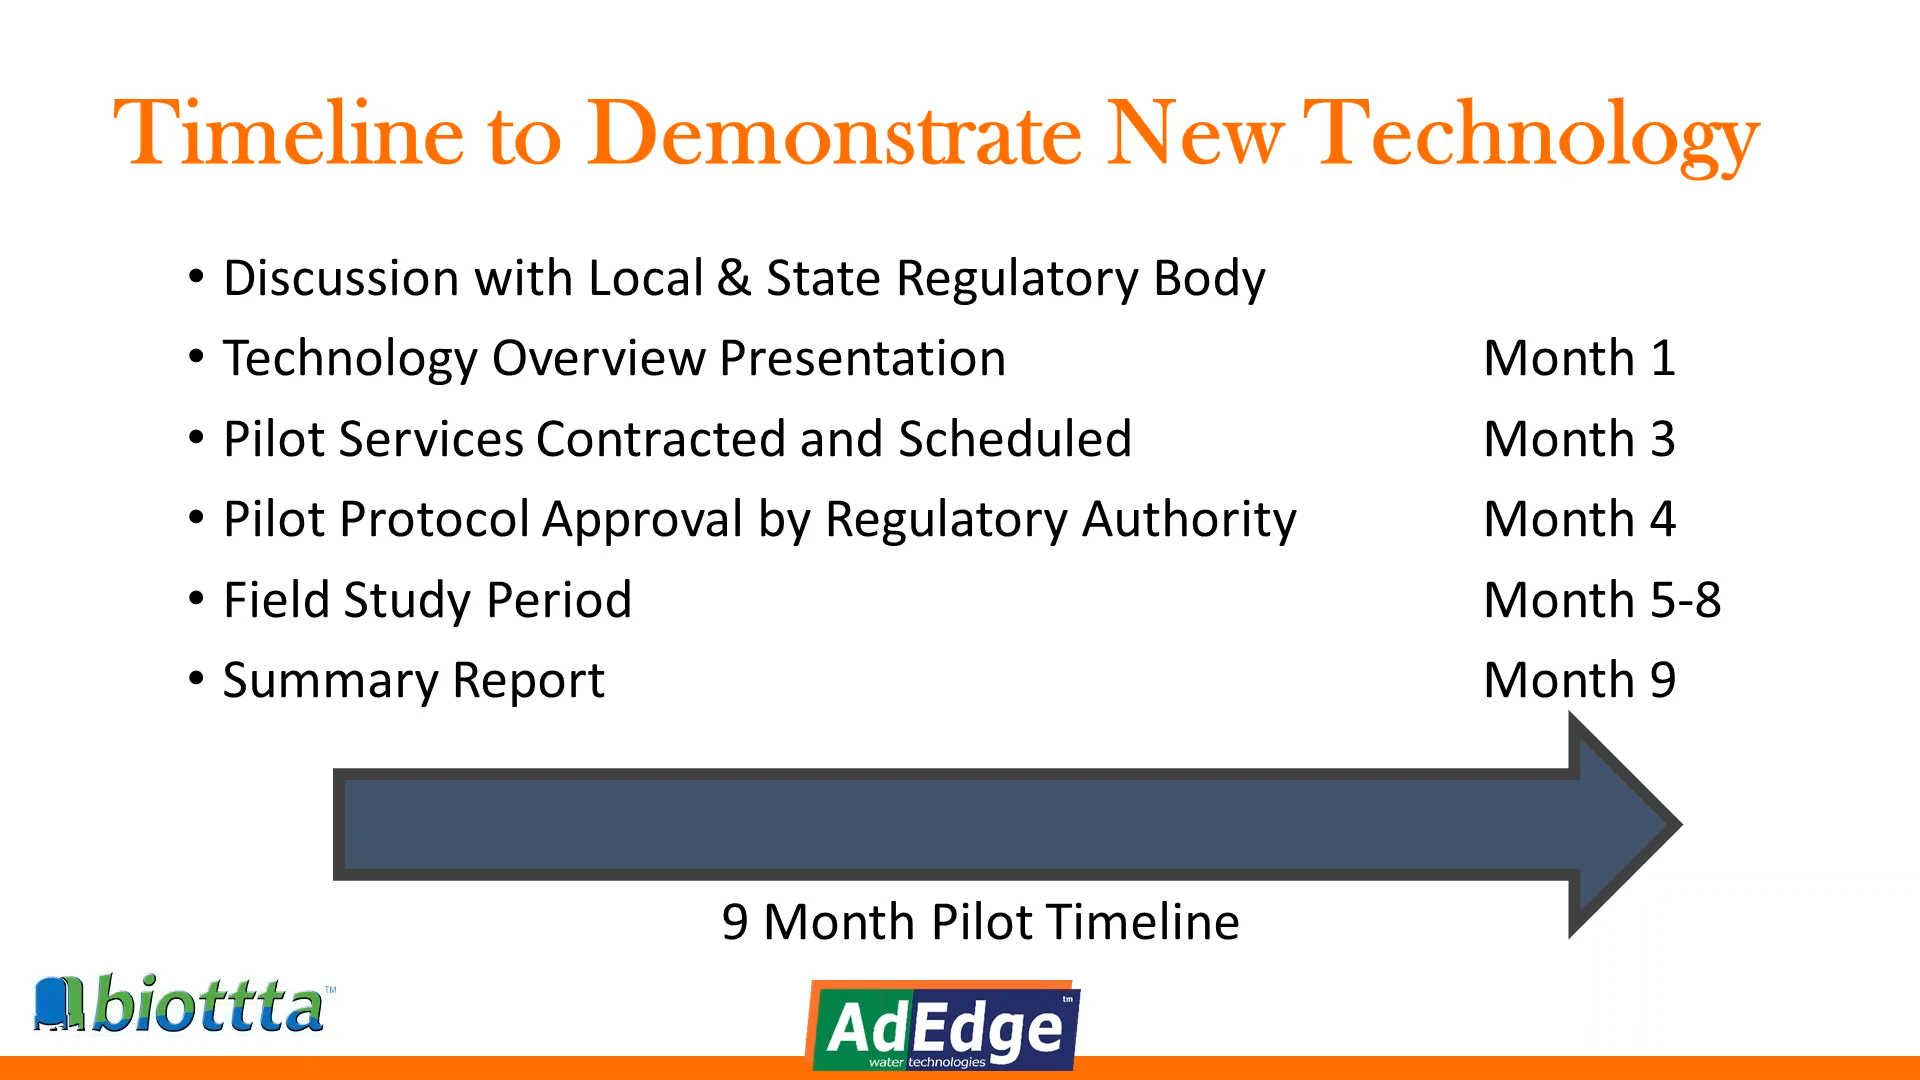 Timeline to Demonstrate New Technology
• Discussion with Local & State Regulatory Body
• Technology Overview Presentation Month 1
• Pilot Services Contracted and Scheduled Month 3
• Pilot Protocol Approval by Regulatory Authority Month 4
• Field Study Period Month 5-8
• Summary Report Month 9
9 Month Pilot Timeline
biottta™
AdEdge tm
water technologies